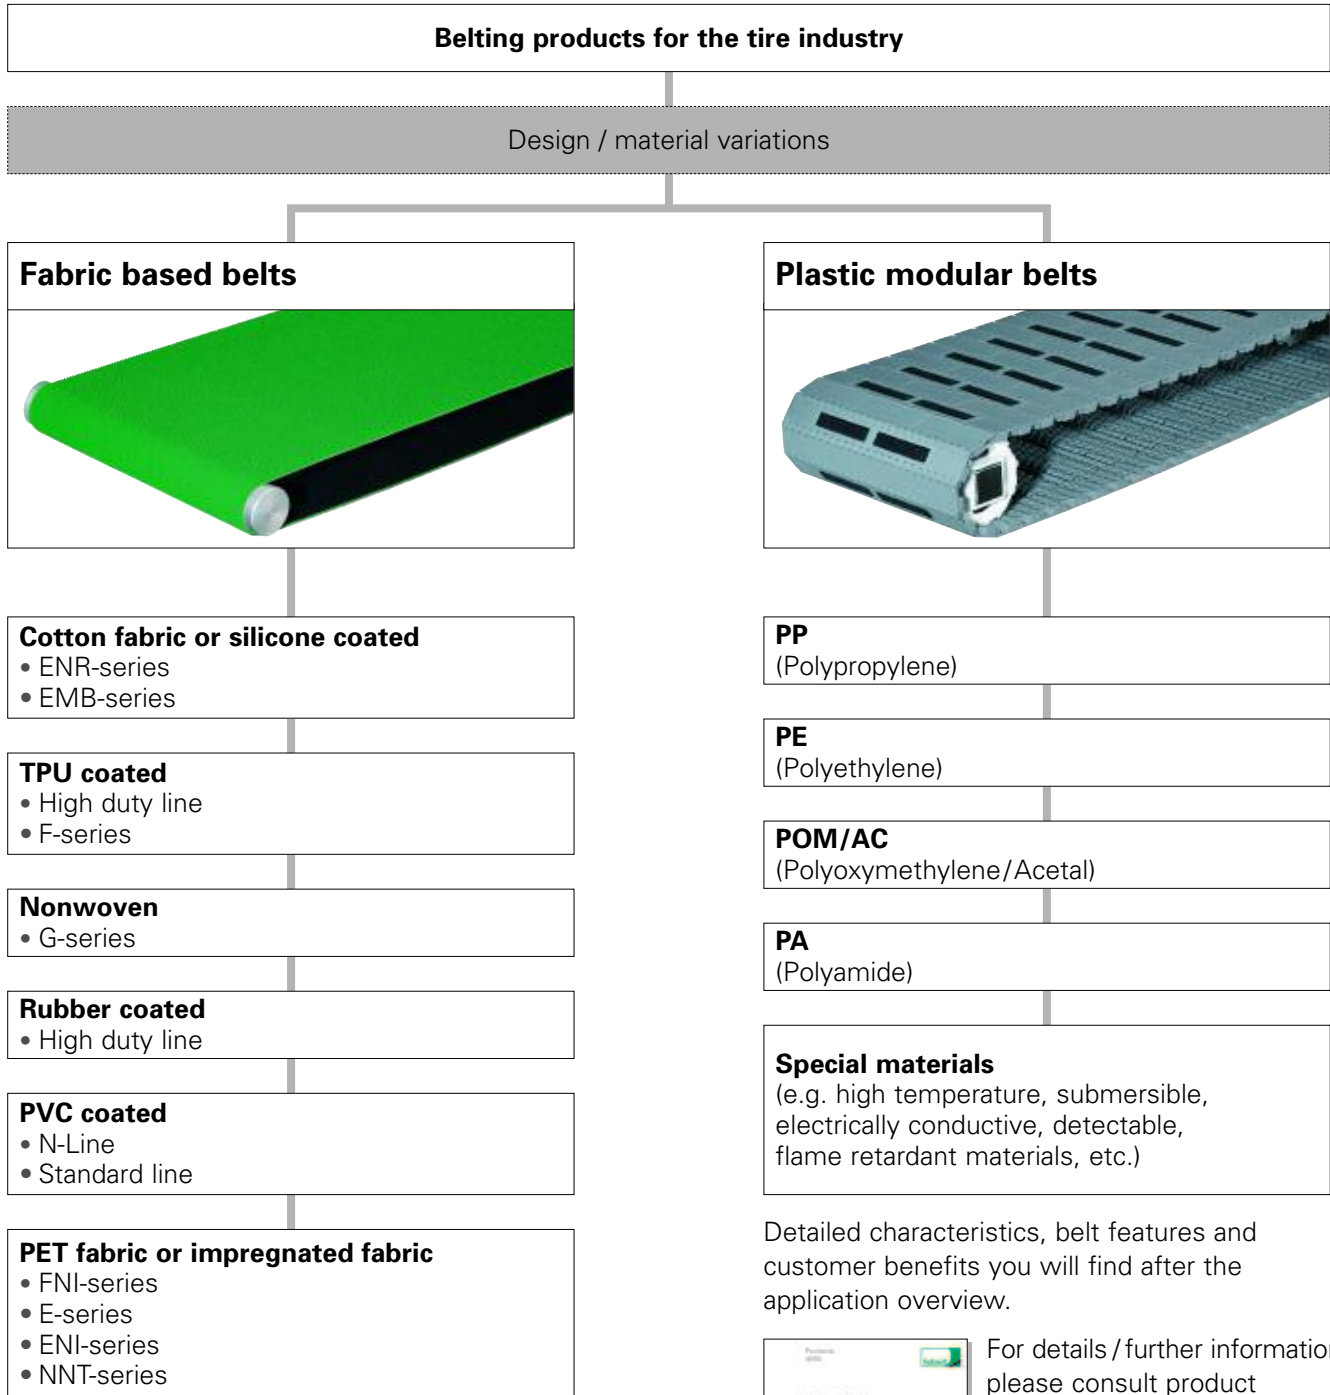 Belting products for the tire industry
Design / material variations
Fabric based belts
Cotton fabric or silicone coated
• ENR-series
• EMB-series
TPU coated
• High duty line
• F-series
Nonwoven
• G-series
Rubber coated
• High duty line
PVC coated
• N-Line
• Standard line
PET fabric or impregnated fabric
• FNI-series
• E-series
• ENI-series
• NNT-series
Plastic modular belts
PP
(Polypropylene)
PE
(Polyethylene)
POM/AC
(Polyoxymethylene/Acetal)
PA
(Polyamide)
Special materials
(e.g. high temperature, submersible,
electrically conductive, detectable,
flame retardant materials, etc.)
Detailed characteristics, belt features and
customer benefits you will find after the
application overview.
For details / further information
please consult product